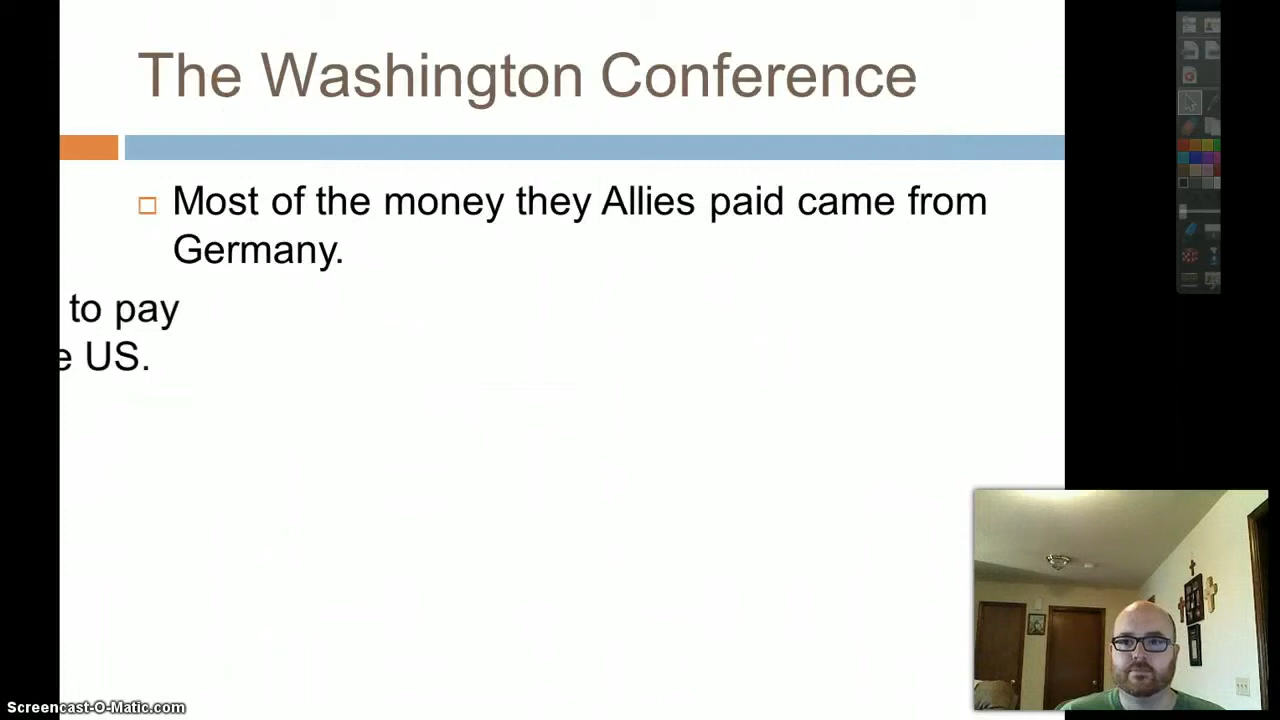 The Washington Conference
Most of the money they Allies paid came from
Germany.
to pay
e US.
Screencast-O-Matic.com